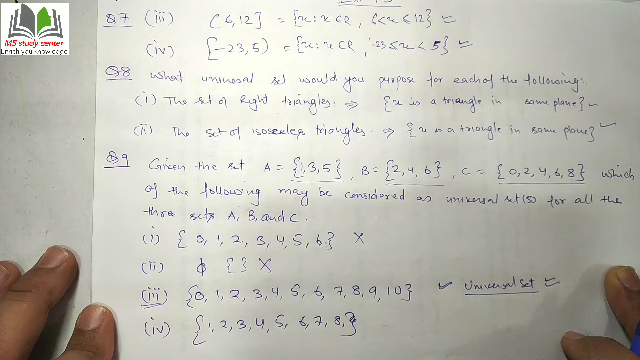 Q7 (iii) (6,12] = {x : x ∈ R, 6 < x ≤ 12}
(iv) [-23, 5) = {x : x ∈ R, -23 ≤ x < 5}
MS study center
Enrich you knowledge
Q8 What universal set would you purpose for each of the following:
(i) The set of Right triangles. ⇒ {x is a triangle in same plane}
(ii) The set of isosceles triangles. ⇒ {x is a triangle in same plane}
Q9 Given the set A = {1, 3, 5}, B = {2, 4, 6}, C = {0, 2, 4, 6, 8} which
of the following may be considered as universal set(s) for all the
three sets A, B, and C.
(i) {0, 1, 2, 3, 4, 5, 6} X
(ii) ϕ {} X
(iii) {0, 1, 2, 3, 4, 5, 6, 7, 8, 9, 10} ✓ Universal Set
(iv) {1, 2, 3, 4, 5, 6, 7, 8,}